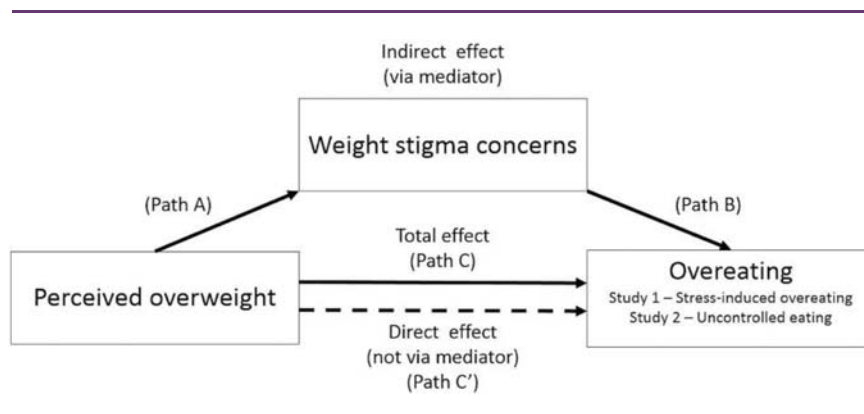 Indirect effect
(via mediator)
Weight stigma concerns
(Path A)
(Path B)
Total effect
(Path C)
Perceived overweight
Overeating
Study 1 – Stress-induced overeating
Study 2 – Uncontrolled eating
Direct effect
(not via mediator)
(Path C’)